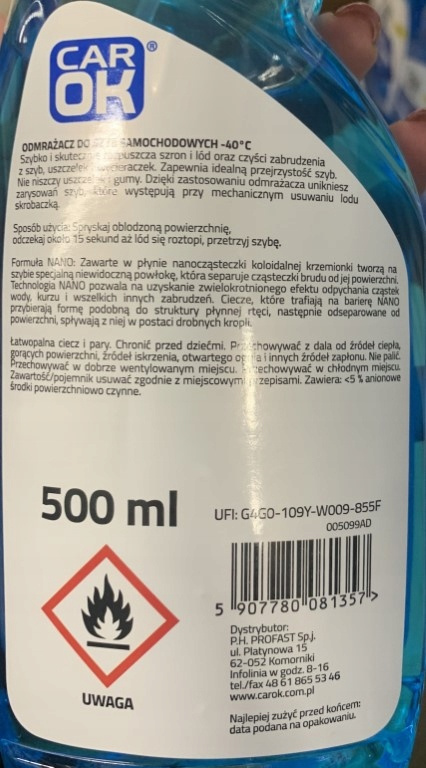 CAR
OK®
ODMRAŻACZ DO SZYB SAMOCHODOWYCH -40°C
Szybko i skutecznie rozpuszcza szron i lód oraz czyści zabrudzenia
z szyb, uszczelek i wycieraczek. Zapewnia idealną przejrzystość szyb.
Nie niszczy uszczelek i gumy. Dzięki zastosowaniu odmrażacza unikniesz
zarysowań szyb, które występują przy mechanicznym usuwaniu lodu
skrobaczką.
Sposób użycia: Spryskaj oblodzoną powierzchnię,
odczekaj około 15 sekund aż lód się roztopi, przetrzyj szybę.
Formuła NANO: Zawarte w płynie nanocząsteczki koloidalnej krzemionki tworzą na
szybie specjalną niewidoczną powłokę, która separuje cząsteczki brudu od jej powierzchni.
Technologia NANO pozwala na uzyskanie zwielokrotnionego efektu odpychania cząstek
wody, kurzu i wszelkich innych zabrudzeń. Ciecze, które trafiają na barierę NANO
przybierają formę podobną do struktury płynnej rtęci, następnie odseparowane od
powierzchni, spływają z niej w postaci drobnych kropli.
Łatwopalna ciecz i pary. Chronić przed dziećmi. Przechowywać z dala od źródeł ciepła,
gorących powierzchni, źródeł iskrzenia, otwartego ognia i innych źródeł zapłonu. Nie palić.
Przechowywać w dobrze wentylowanym miejscu. Przechowywać w chłodnym miejscu.
Zawartość/pojemnik usuwać zgodnie z miejscowymi przepisami. Zawiera: <5 % anionowe
środki powierzchniowo czynne.
500 ml
UFI: G4G0-109Y-W009-855F
005099AD
5 907780 081357 >
UWAGA
Dystrybutor:
P.H. PROFAST Sp.j.
ul. Platynowa 15
62-052 Komorniki
Infolinia w godz. 8-16
tel./fax 48 61 865 53 46
www.carok.com.pl
Najlepiej zużyć przed końcem:
data podana na opakowaniu.